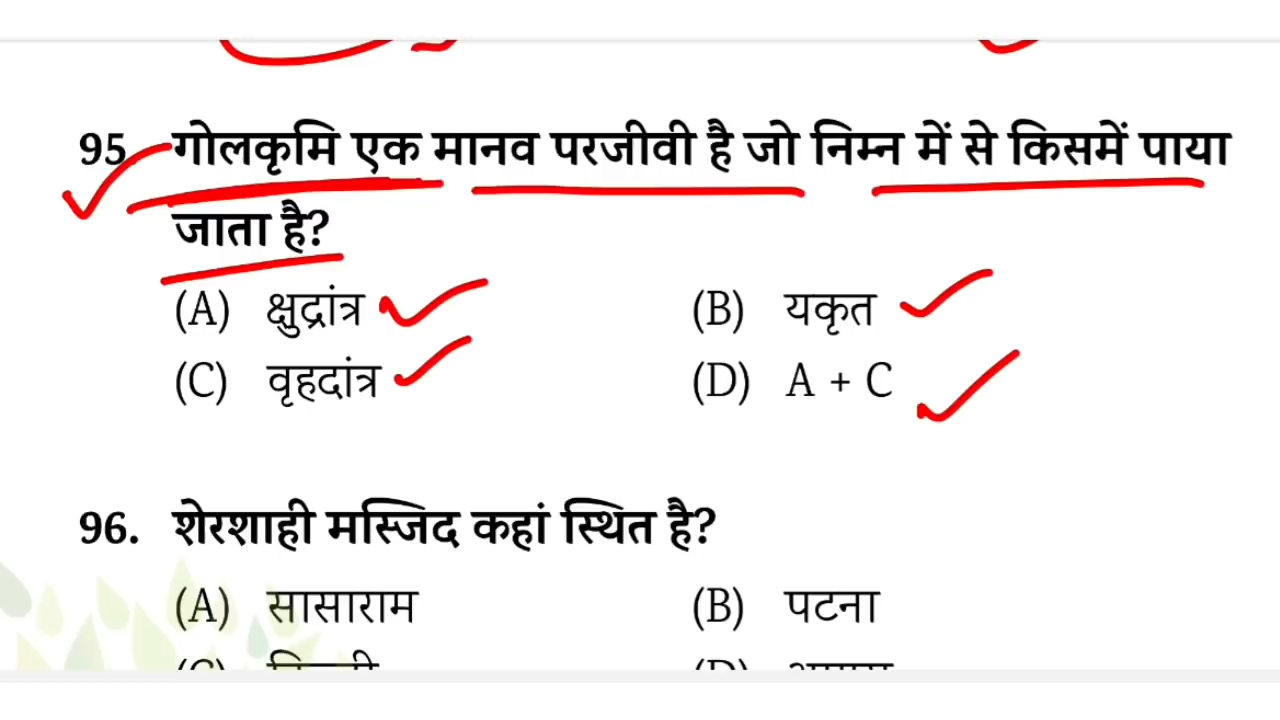 95. गोलकृमि एक मानव परजीवी है जो निम्न में से किसमें पाया
जाता है?
(A) क्षुद्रांत्र (B) यकृत
(C) वृहदांत्र (D) A + C
96. शेरशाही मस्जिद कहां स्थित है?
(A) सासाराम (B) पटना
(C) (D)